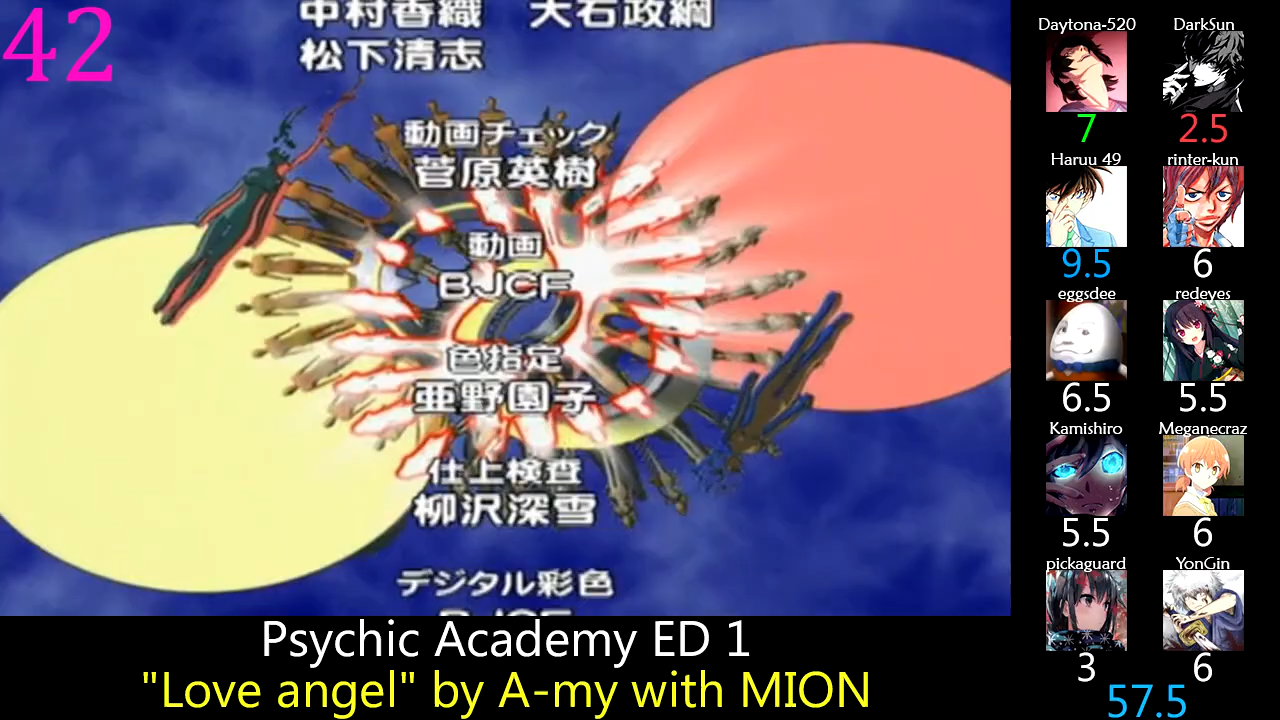 42
中村香織 大石政綱
松下清志
動画チェック
菅原英樹
動画
BJCF
色指定
亜野園子
仕上検査
柳沢深雪
デジタル彩色
BJCF
Psychic Academy ED 1
"Love angel" by A-my with MION
Daytona-520 DarkSun
7 2.5
Haruu 49 rinter-kun
9.5 6
eggsdee redeyes
6.5 5.5
Kamishiro Meganecraz
5.5 6
pickaguard YonGin
3 6
57.5